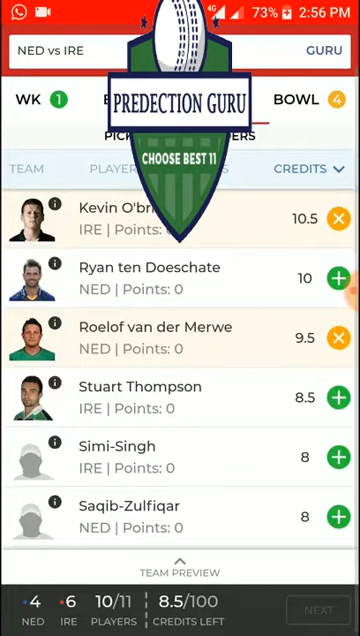 4G 73% 2:56 PM
NED vs IRE GURU
WK 1 BOWL 4
PREDECTION GURU
CHOOSE BEST 11
TEAM CREDITS
Kevin O'bri
IRE | Points:
10.5
Ryan ten Doeschate
NED | Points: 0
10
Roelof van der Merwe
NED | Points: 0
9.5
Stuart Thompson
IRE | Points: 0
8.5
Simi-Singh
IRE | Points: 0
8
Saqib-Zulfiqar
NED | Points: 0
8
TEAM PREVIEW
4 6 10/11 8.5/100
NED IRE PLAYERS CREDITS LEFT
NEXT